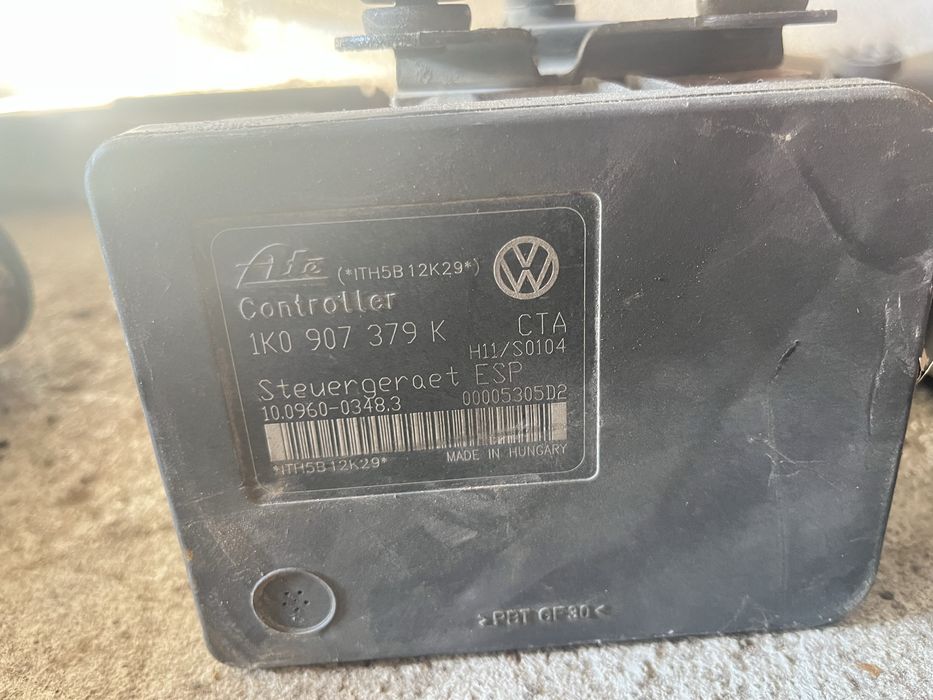 Ate (*ITH5B12K29*)
Controller
1K0 907 379 K CTA
H11/S0104
Steuergeraet ESP
10.0960-0348.3 00005305D2
*ITH5B12K29* MADE IN HUNGARY
>PBT GF30<